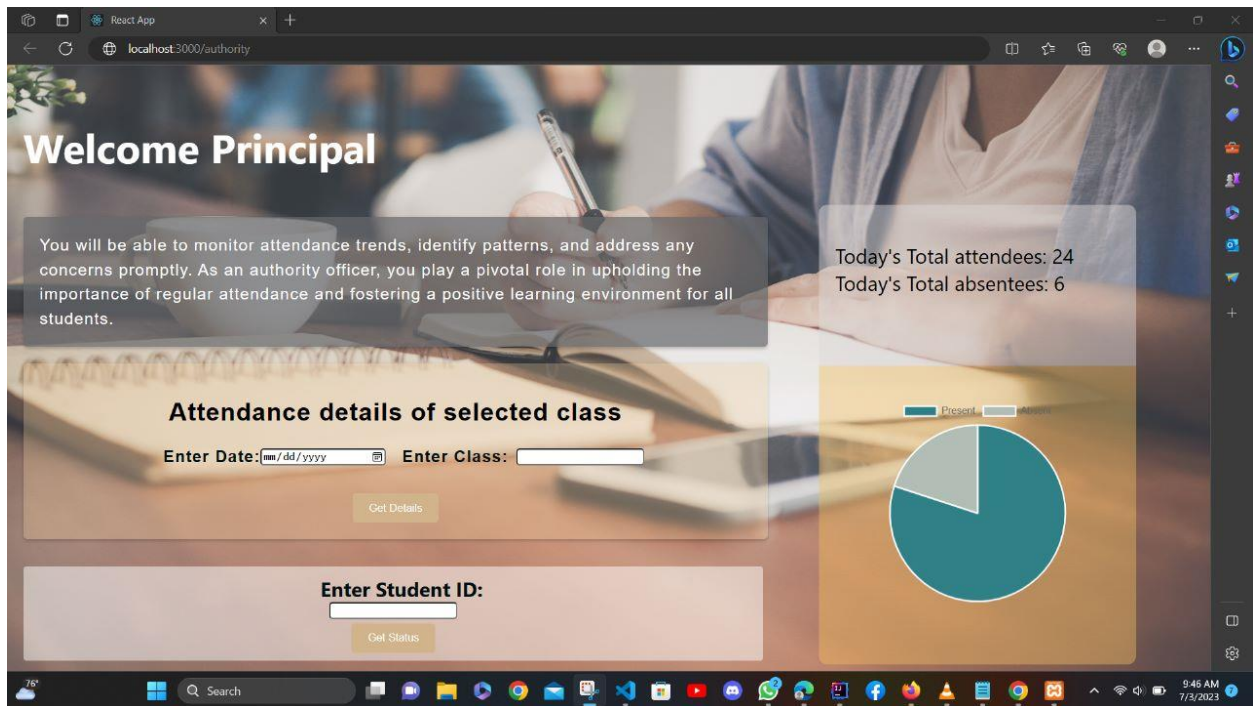 React App
localhost:3000/authority
Welcome Principal
You will be able to monitor attendance trends, identify patterns, and address any
concerns promptly. As an authority officer, you play a pivotal role in upholding the
importance of regular attendance and fostering a positive learning environment for all
students.
Today's Total attendees: 24
Today's Total absentees: 6
Attendance details of selected class
Enter Date: mm/dd/yyyy Enter Class:
Get Details
Present Absent
Enter Student ID:
Get Status
76°
Search
2
9:46 AM
7/3/2023
7